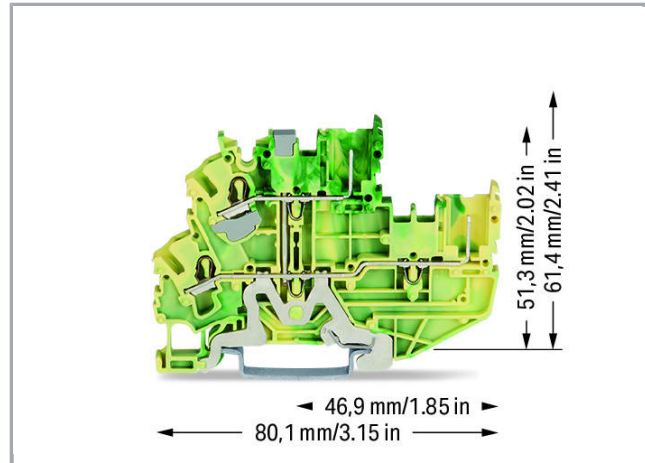 51,3 mm/2.02 in
61,4 mm/2.41 in
46,9 mm/1.85 in
80,1 mm/3.15 in